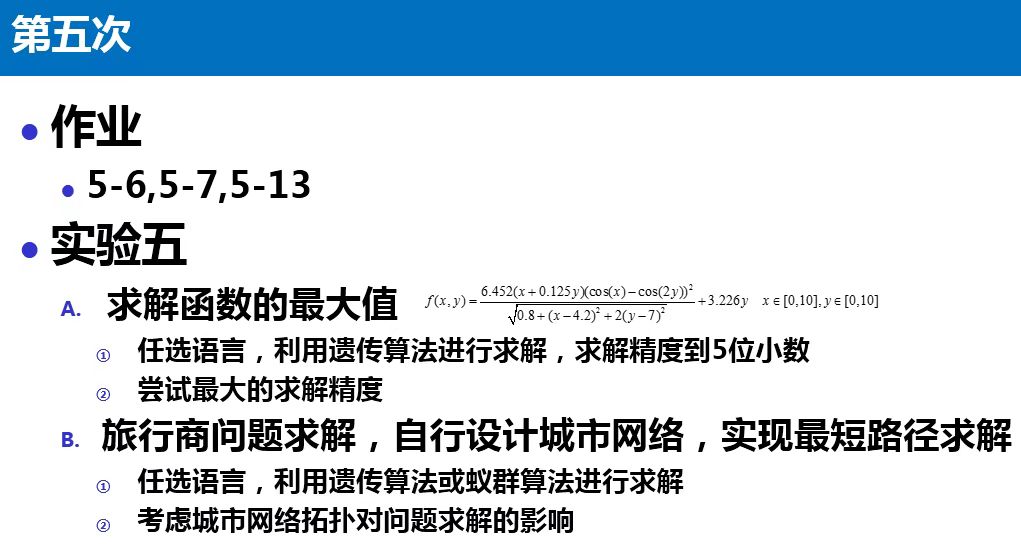 第五次
• 作业
• 5-6,5-7,5-13
• 实验五
A. 求解函数的最大值 f(x, y) = \frac{6.452(x + 0.125y)(cos(x) − cos(2y))^2}{\sqrt{0.8 + (x − 4.2)^2 + 2(y − 7)^2}} + 3.226y x ∈ [0,10], y ∈ [0,10]
① 任选语言，利用遗传算法进行求解，求解精度到5位小数
② 尝试最大的求解精度
B. 旅行商问题求解，自行设计城市网络，实现最短路径求解
① 任选语言，利用遗传算法或蚁群算法进行求解
② 考虑城市网络拓扑对问题求解的影响